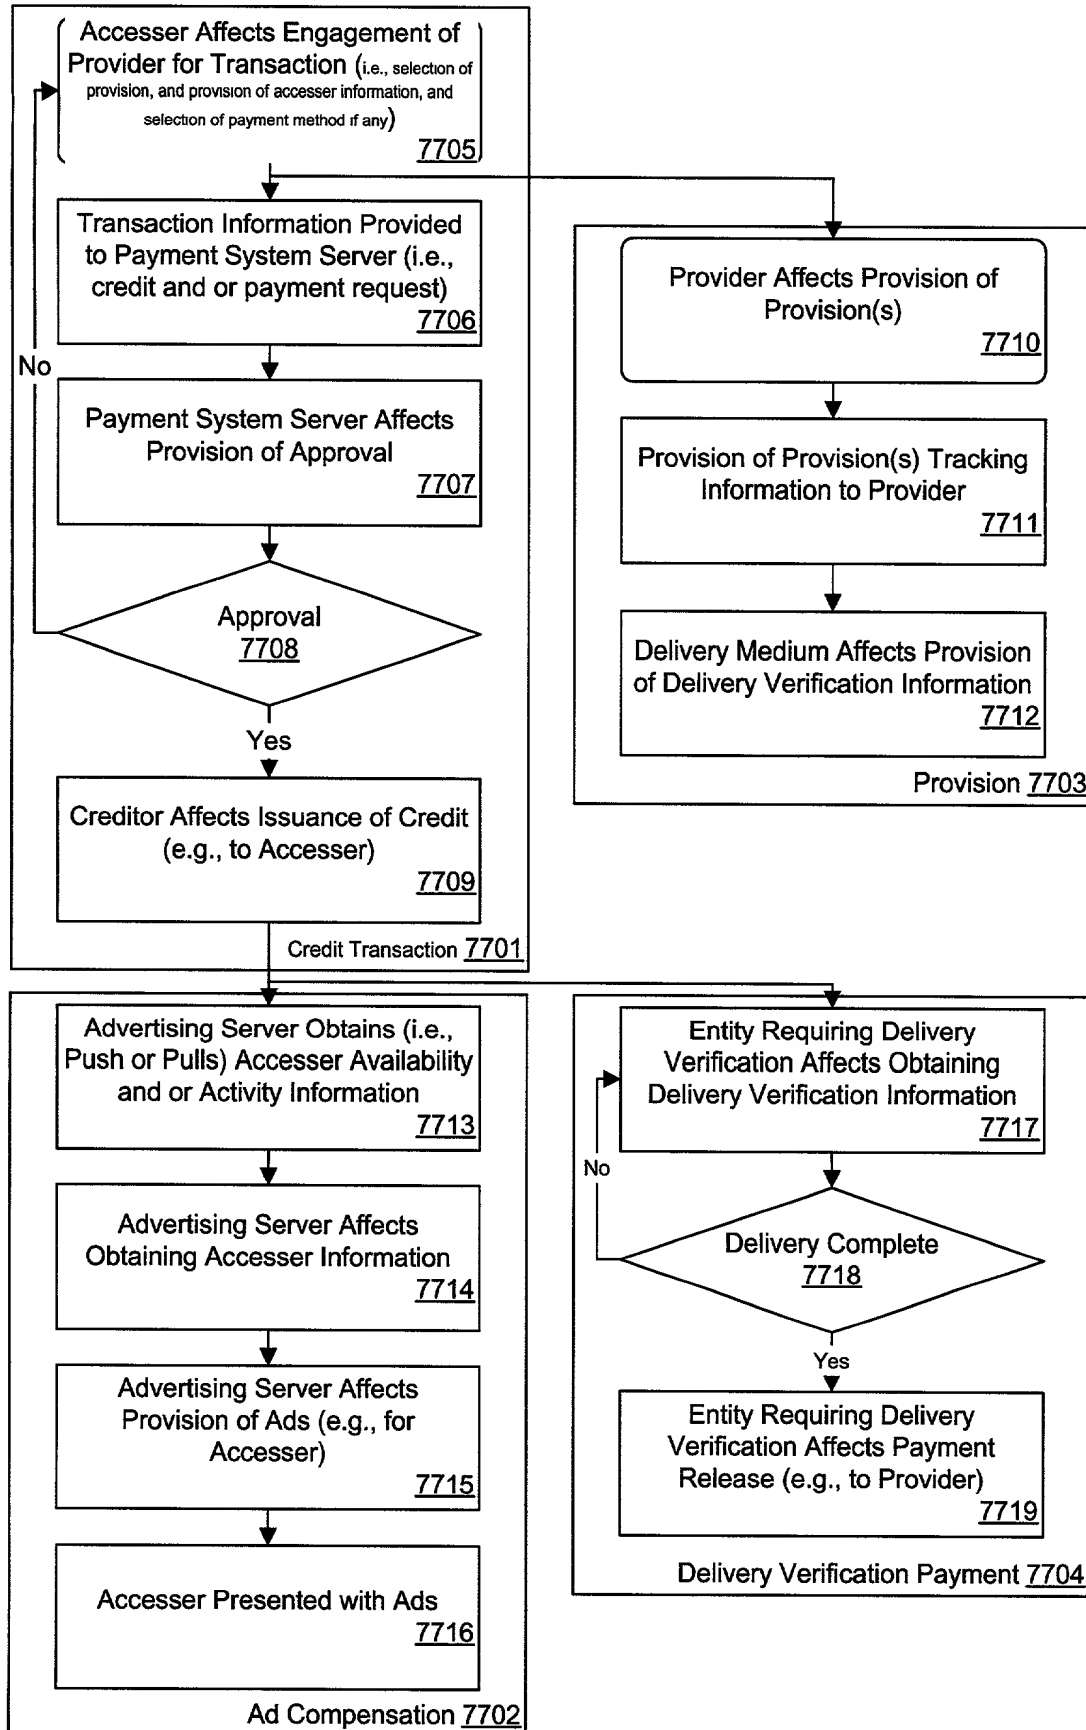 Accesser Affects Engagement of
Provider for Transaction (i.e., selection of
provision, and provision of accesser information, and
selection of payment method if any)
7705
Transaction Information Provided
to Payment System Server (i.e.,
credit and or payment request)
7706
No
Payment System Server Affects
Provision of Approval
7707
Approval
7708
Yes
Creditor Affects Issuance of Credit
(e.g., to Accesser)
7709
Credit Transaction 7701
Provider Affects Provision of
Provision(s)
7710
Provision of Provision(s) Tracking
Information to Provider
7711
Delivery Medium Affects Provision
of Delivery Verification Information
7712
Provision 7703
Advertising Server Obtains (i.e.,
Push or Pulls) Accesser Availability
and or Activity Information
7713
Advertising Server Affects
Obtaining Accesser Information
7714
Advertising Server Affects
Provision of Ads (e.g., for
Accesser)
7715
Accesser Presented with Ads
7716
Ad Compensation 7702
Entity Requiring Delivery
Verification Affects Obtaining
Delivery Verification Information
7717
No
Delivery Complete
7718
Yes
Entity Requiring Delivery
Verification Affects Payment
Release (e.g., to Provider)
7719
Delivery Verification Payment 7704